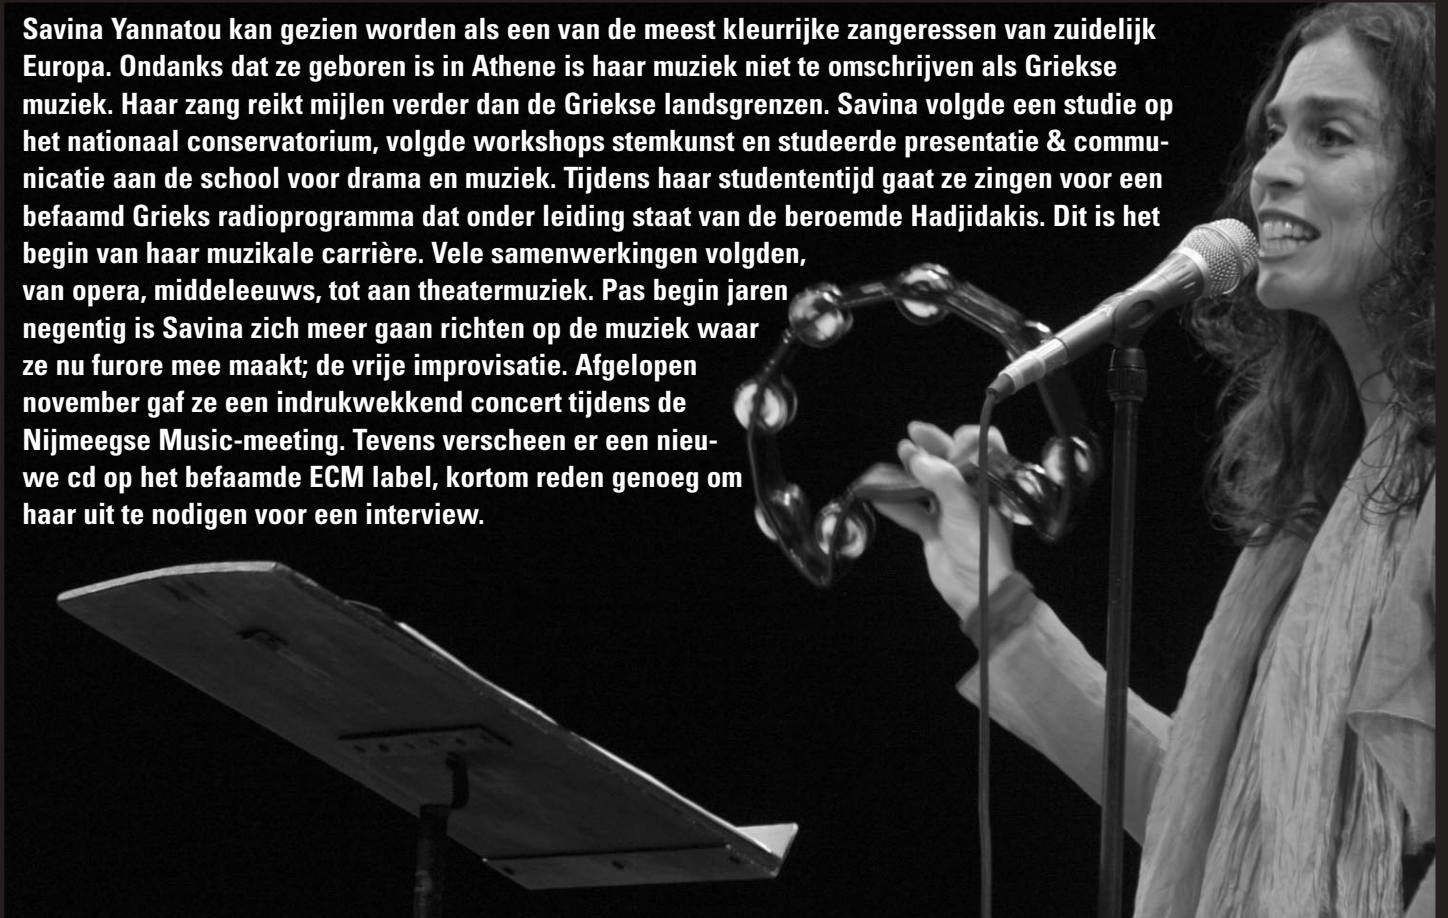 Savina Yannatou kan gezien worden als een van de meest kleurrijke zangeressen van zuidelijk
Europa. Ondanks dat ze geboren is in Athene is haar muziek niet te omschrijven als Griekse
muziek. Haar zang reikt mijlen verder dan de Griekse landsgrenzen. Savina volgde een studie op
het nationaal conservatorium, volgde workshops stemkunst en studeerde presentatie & commu-
nicatie aan de school voor drama en muziek. Tijdens haar studententijd gaat ze zingen voor een
befaamd Grieks radioprogramma dat onder leiding staat van de beroemde Hadjidakis. Dit is het
begin van haar muzikale carrière. Vele samenwerkingen volgden,
van opera, middeleeuws, tot aan theatermuziek. Pas begin jaren
negentig is Savina zich meer gaan richten op de muziek waar
ze nu furore mee maakt; de vrije improvisatie. Afgelopen
november gaf ze een indrukwekkend concert tijdens de
Nijmeegse Music-meeting. Tevens verscheen er een nieu-
we cd op het befaamde ECM label, kortom reden genoeg om
haar uit te nodigen voor een interview.